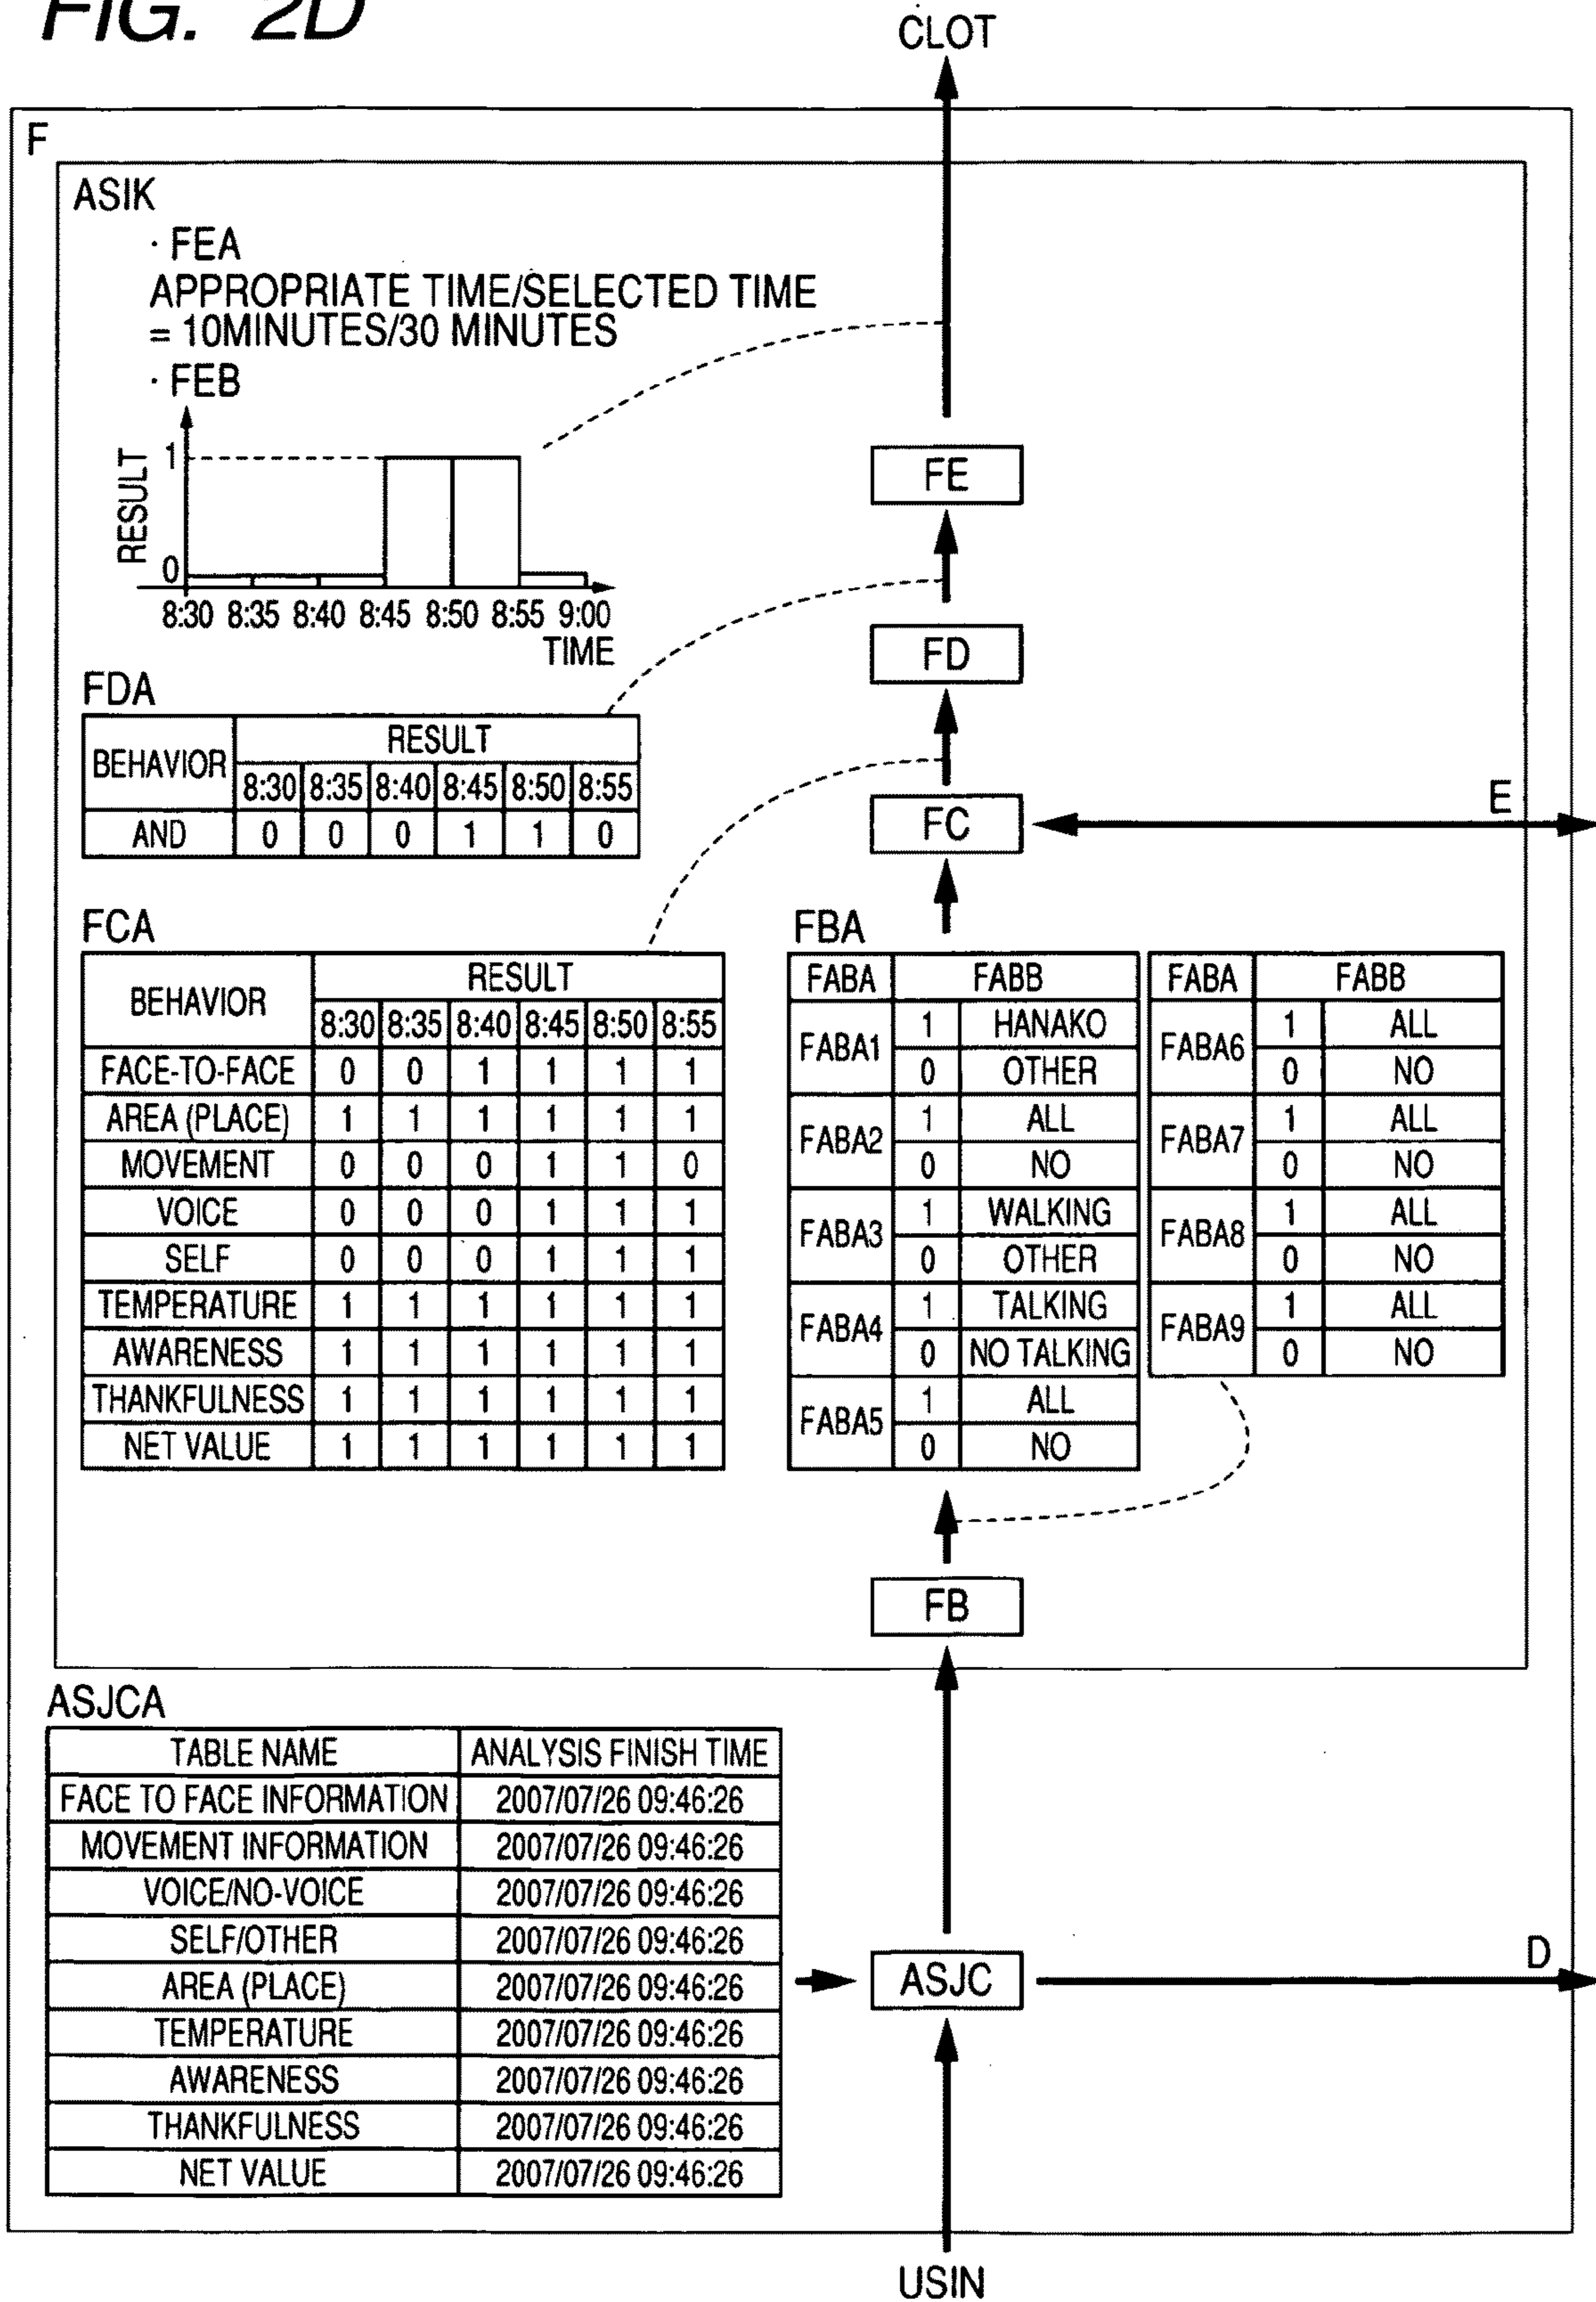 FIG. 2D
CLOT
F
ASIK
· FEA
APPROPRIATE TIME/SELECTED TIME
= 10MINUTES/30 MINUTES
· FEB
RESULT
1
0
8:30 8:35 8:40 8:45 8:50 8:55 9:00
TIME
FE
FD
FC
E
FDA
BEHAVIOR RESULT
8:30 8:35 8:40 8:45 8:50 8:55
AND 0 0 0 1 1 0
FCA
BEHAVIOR RESULT
8:30 8:35 8:40 8:45 8:50 8:55
FACE-TO-FACE 0 0 1 1 1 1
AREA (PLACE) 1 1 1 1 1 1
MOVEMENT 0 0 0 1 1 0
VOICE 0 0 0 1 1 1
SELF 0 0 0 1 1 1
TEMPERATURE 1 1 1 1 1 1
AWARENESS 1 1 1 1 1 1
THANKFULNESS 1 1 1 1 1 1
NET VALUE 1 1 1 1 1 1
FBA
FABA FABB
FABA1 1 HANAKO
0 OTHER
FABA2 1 ALL
0 NO
FABA3 1 WALKING
0 OTHER
FABA4 1 TALKING
0 NO TALKING
FABA5 1 ALL
0 NO
FABA FABB
FABA6 1 ALL
0 NO
FABA7 1 ALL
0 NO
FABA8 1 ALL
0 NO
FABA9 1 ALL
0 NO
FB
ASJCA
TABLE NAME ANALYSIS FINISH TIME
FACE TO FACE INFORMATION 2007/07/26 09:46:26
MOVEMENT INFORMATION 2007/07/26 09:46:26
VOICE/NO-VOICE 2007/07/26 09:46:26
SELF/OTHER 2007/07/26 09:46:26
AREA (PLACE) 2007/07/26 09:46:26
TEMPERATURE 2007/07/26 09:46:26
AWARENESS 2007/07/26 09:46:26
THANKFULNESS 2007/07/26 09:46:26
NET VALUE 2007/07/26 09:46:26
ASJC
D
USIN